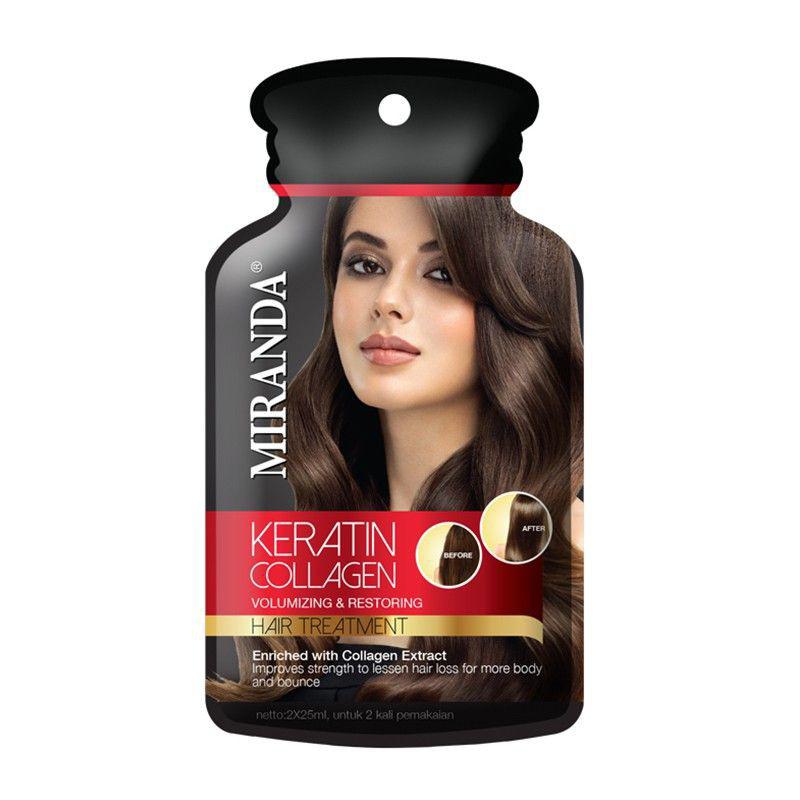 MIRANDA®
KERATIN
COLLAGEN
VOLUMIZING & RESTORING
HAIR TREATMENT
BEFORE
AFTER
Enriched with Collagen Extract
Improves strength to lessen hair loss for more body
and bounce
netto:2X25ml, untuk 2 kali pemakaian